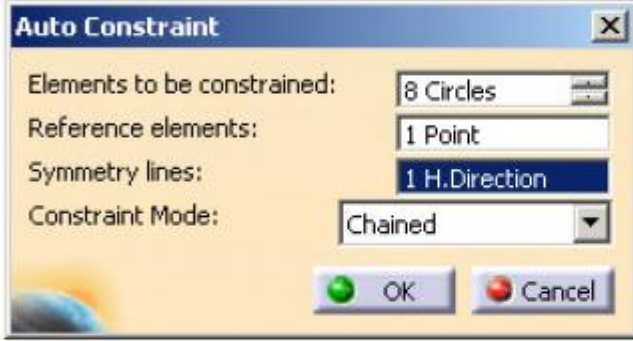 Auto Constraint
Elements to be constrained: 8 Circles
Reference elements: 1 Point
Symmetry lines: 1 H.Direction
Constraint Mode: Chained
OK Cancel